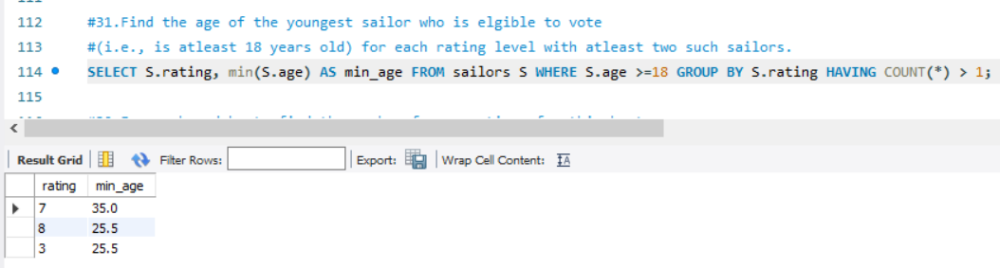 112 #31.Find the age of the youngest sailor who is elgible to vote
113 #(i.e., is atleast 18 years old) for each rating level with atleast two such sailors.
114 SELECT S.rating, min(S.age) AS min_age FROM sailors S WHERE S.age >=18 GROUP BY S.rating HAVING COUNT(*) > 1;
115
Result Grid Filter Rows: Export: Wrap Cell Content: IA
rating min_age
7 35.0
8 25.5
3 25.5